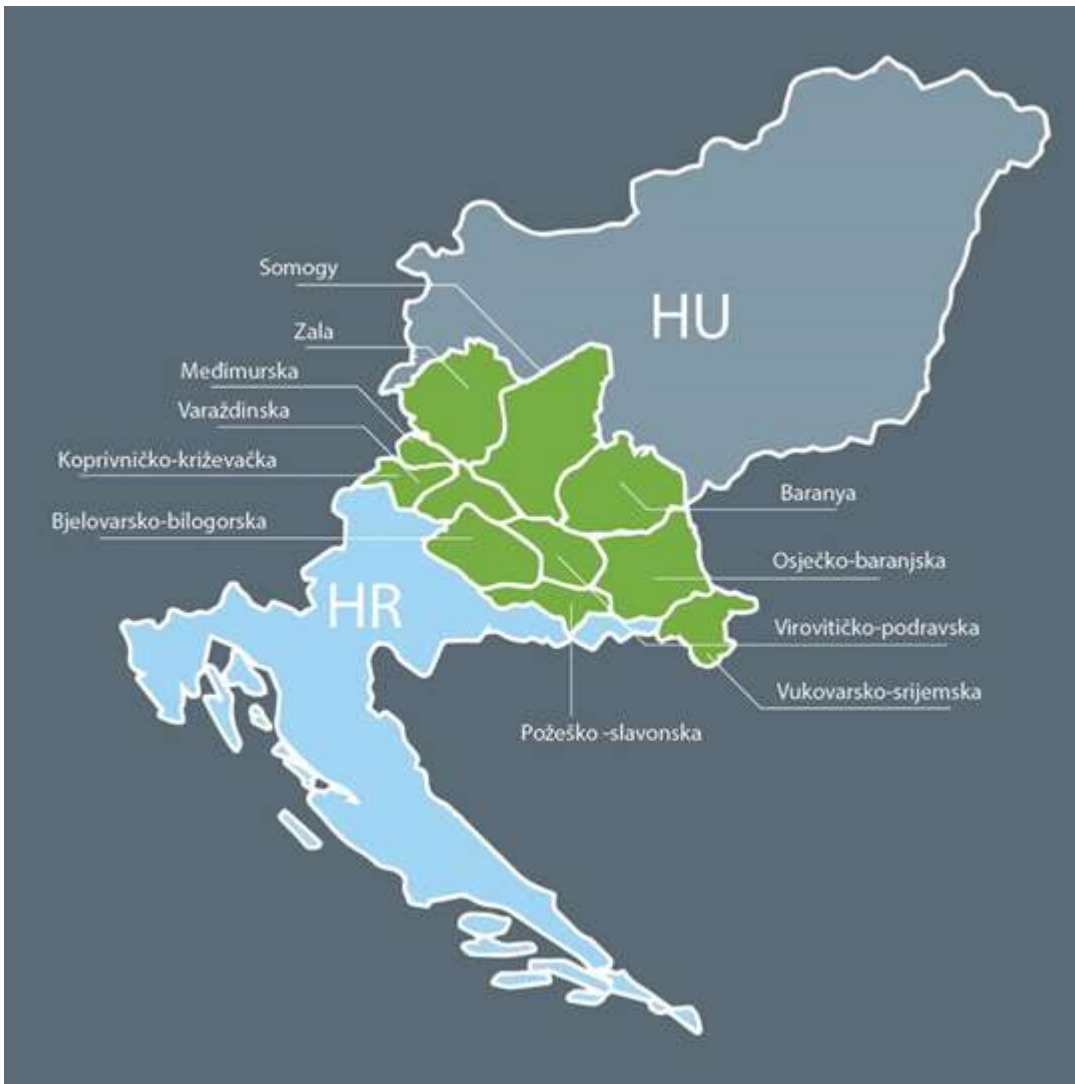 Somogy
HU
Zala
Međimurska
Varaždinska
Koprivničko-križevačka
Baranya
Bjelovarsko-bilogorska
Osječko-baranjska
HR
Virovitičko-podravska
Vukovarsko-srijemska
Požeško -slavonska